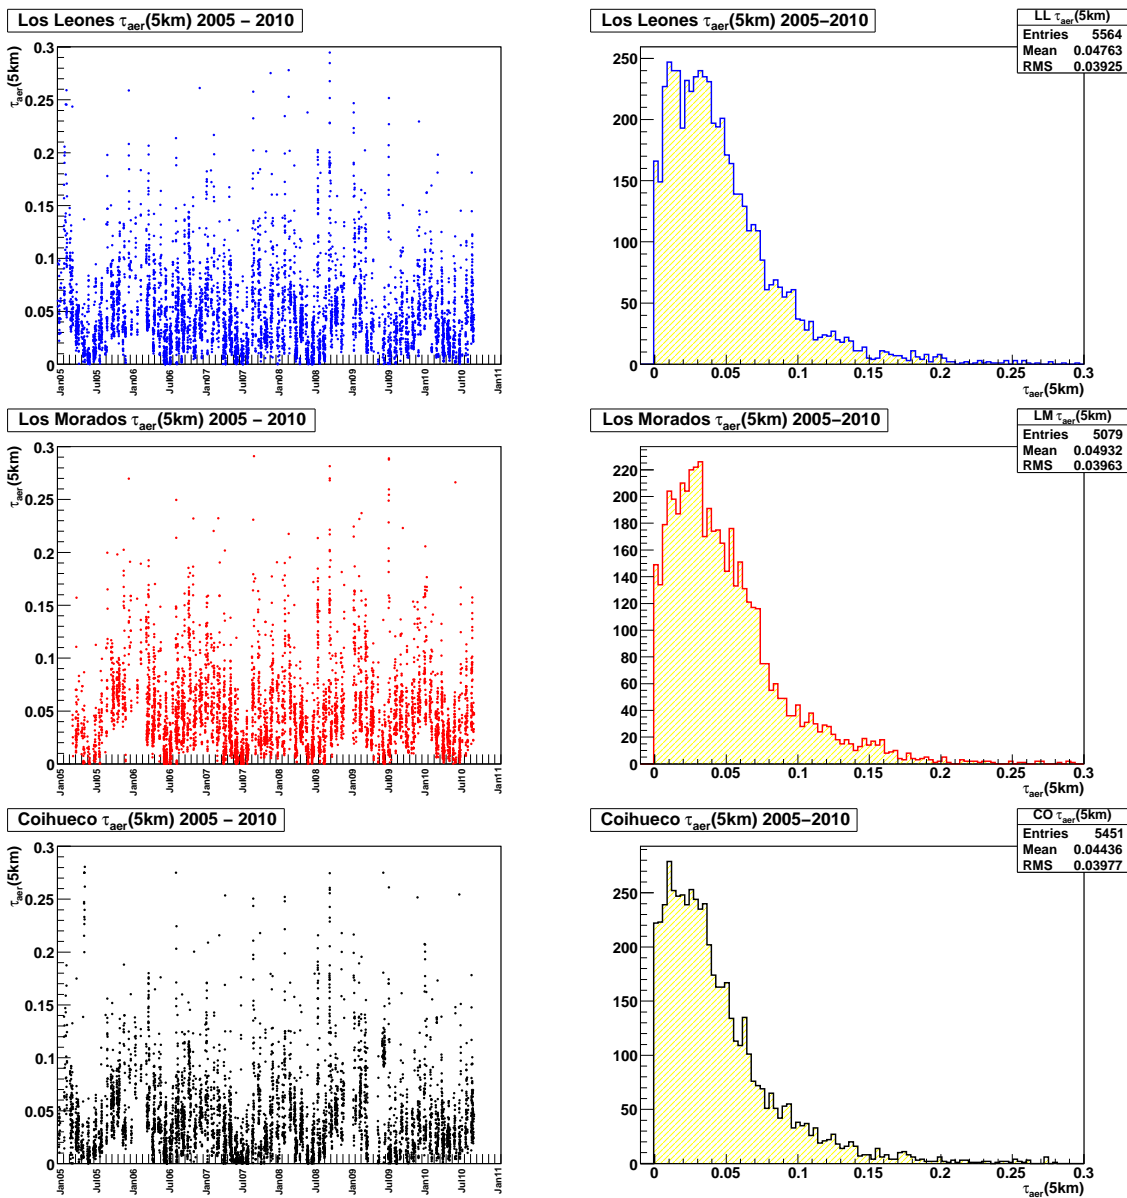 Los Leones τaer(5km) 2005 − 2010
τaer(5km)
0.3
0.25
0.2
0.15
0.1
0.05
0
Jan05
Jul05
Jan06
Jul06
Jan07
Jul07
Jan08
Jul08
Jan09
Jul09
Jan10
Jul10
Jan11
Los Leones τaer(5km) 2005−2010
LL τaer(5km)
Entries 5564
Mean 0.04763
RMS 0.03925
250
200
150
100
50
0
0 0.05 0.1 0.15 0.2 0.25 0.3
τaer(5km)
Los Morados τaer(5km) 2005 − 2010
τaer(5km)
0.3
0.25
0.2
0.15
0.1
0.05
0
Jan05
Jul05
Jan06
Jul06
Jan07
Jul07
Jan08
Jul08
Jan09
Jul09
Jan10
Jul10
Jan11
Los Morados τaer(5km) 2005−2010
LM τaer(5km)
Entries 5079
Mean 0.04932
RMS 0.03963
220
200
180
160
140
120
100
80
60
40
20
0
0 0.05 0.1 0.15 0.2 0.25 0.3
τaer(5km)
Coihueco τaer(5km) 2005 − 2010
τaer(5km)
0.3
0.25
0.2
0.15
0.1
0.05
0
Jan05
Jul05
Jan06
Jul06
Jan07
Jul07
Jan08
Jul08
Jan09
Jul09
Jan10
Jul10
Jan11
Coihueco τaer(5km) 2005−2010
CO τaer(5km)
Entries 5451
Mean 0.04436
RMS 0.03977
250
200
150
100
50
0
0 0.05 0.1 0.15 0.2 0.25 0.3
τaer(5km)